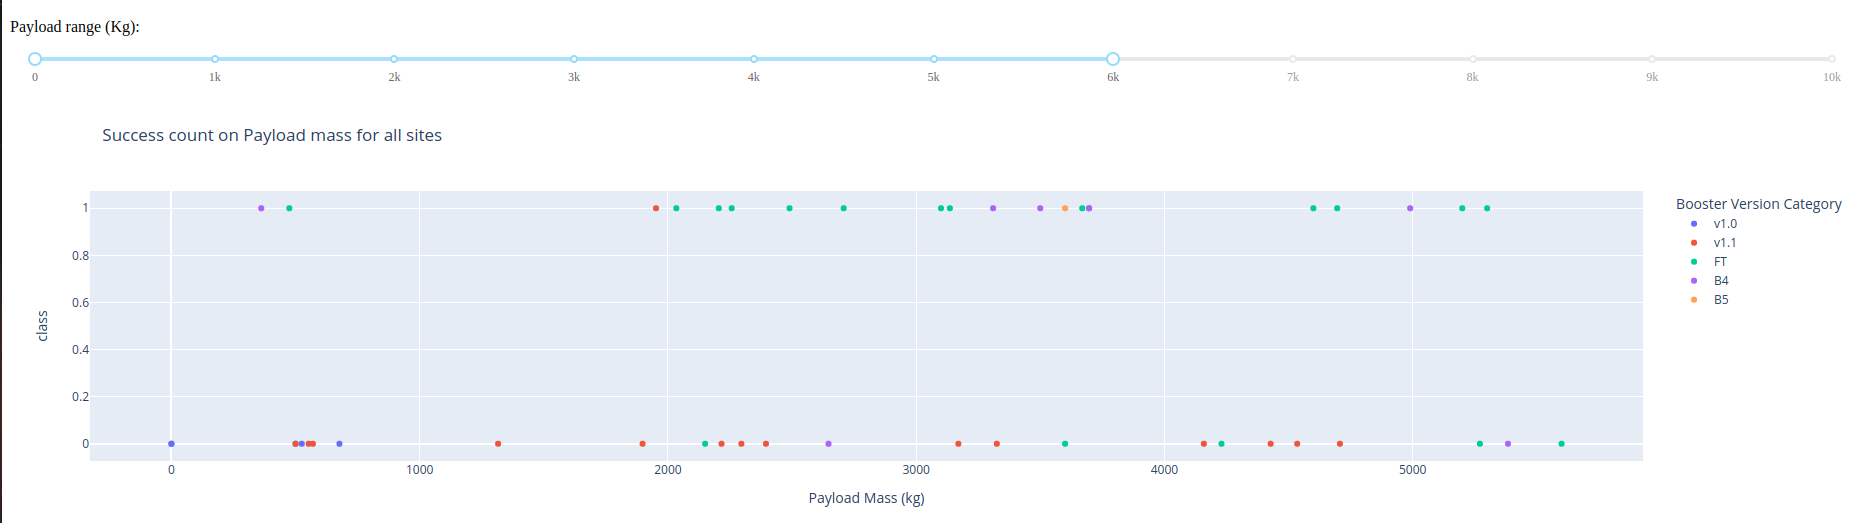 Payload range (Kg):
0 1k 2k 3k 4k 5k 6k 7k 8k 9k 10k
Success count on Payload mass for all sites
Booster Version Category
v1.0
v1.1
FT
B4
B5
1
0.8
0.6
0.4
0.2
0
class
0 1000 2000 3000 4000 5000
Payload Mass (kg)